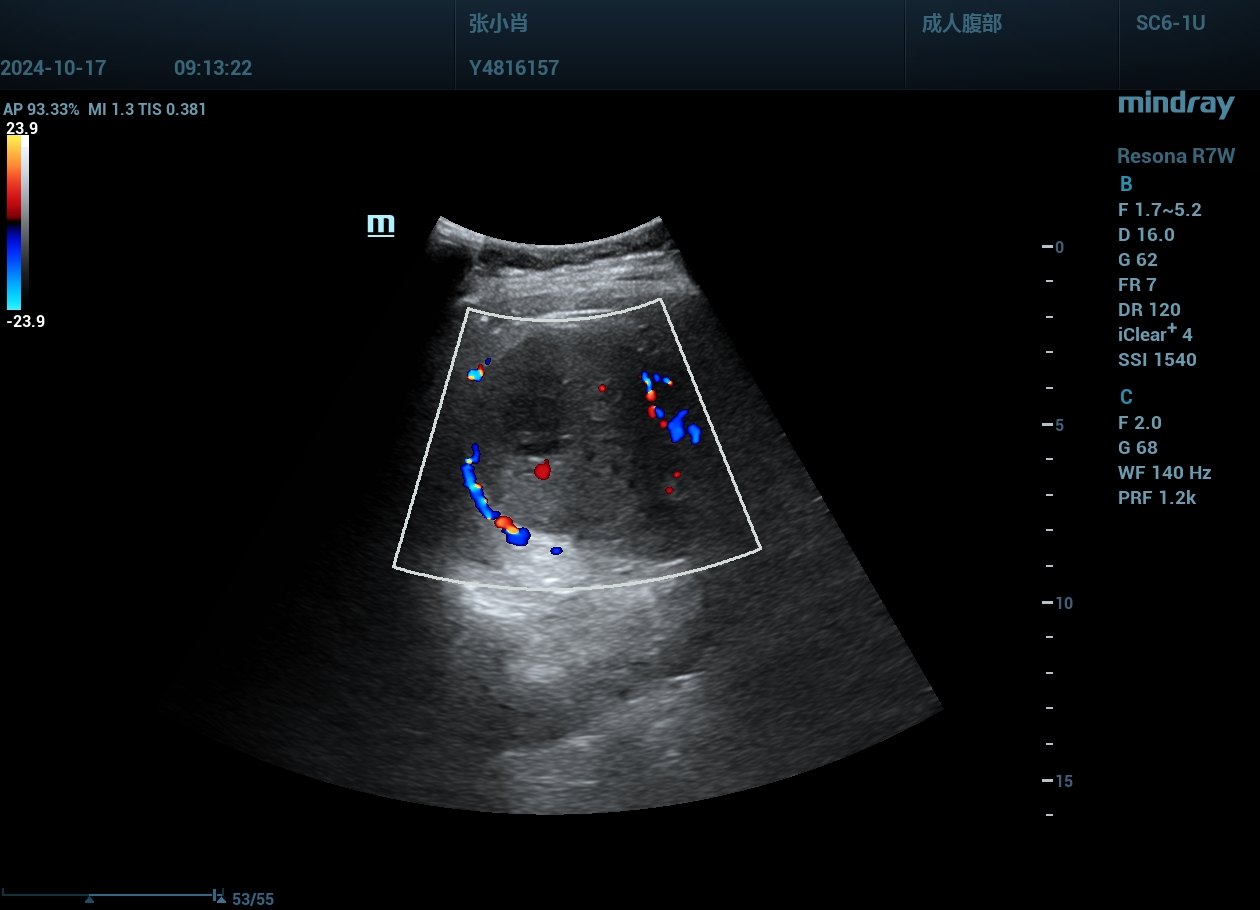 张小肖
成人腹部
SC6-1U
2024-10-17
09:13:22
Y4816157
AP 93.33% MI 1.3 TIS 0.381
mindray
23.9
Resona R7W
B
F 1.7~5.2
D 16.0
G 62
FR 7
DR 120
iClear+ 4
SSI 1540
C
F 2.0
G 68
WF 140 Hz
PRF 1.2k
-23.9
m
0
5
10
15
53/55